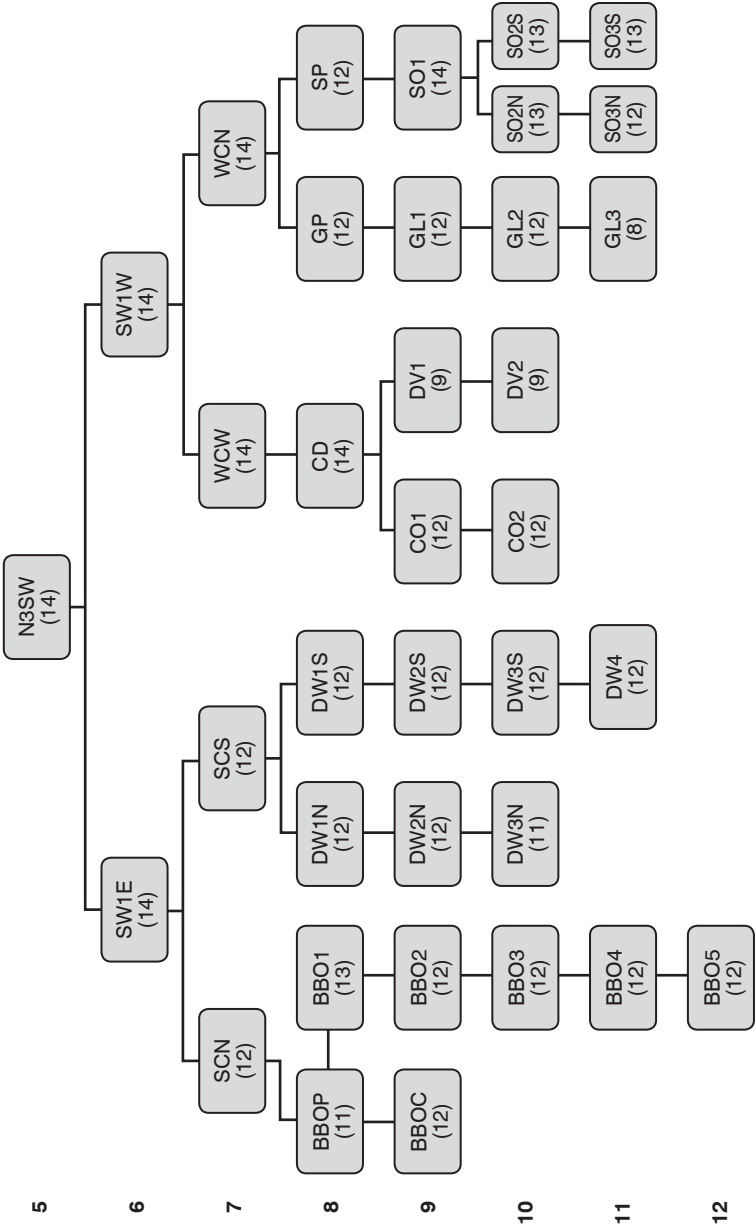 5
N3SW
(14)
6
SW1E
(14)
SW1W
(14)
7
SCN
(12)
SCS
(12)
WCW
(14)
WCN
(14)
8
BBOP
(11)
BBO1
(13)
DW1N
(12)
DW1S
(12)
CD
(14)
GP
(12)
SP
(12)
9
BBOC
(12)
BBO2
(12)
DW2N
(12)
DW2S
(12)
CO1
(12)
DV1
(9)
GL1
(12)
SO1
(14)
10
BBO3
(12)
DW3N
(11)
DW3S
(12)
CO2
(12)
DV2
(9)
GL2
(12)
SO2N
(13)
SO2S
(13)
11
BBO4
(12)
DW4
(12)
GL3
(8)
SO3N
(12)
SO3S
(13)
12
BBO5
(12)